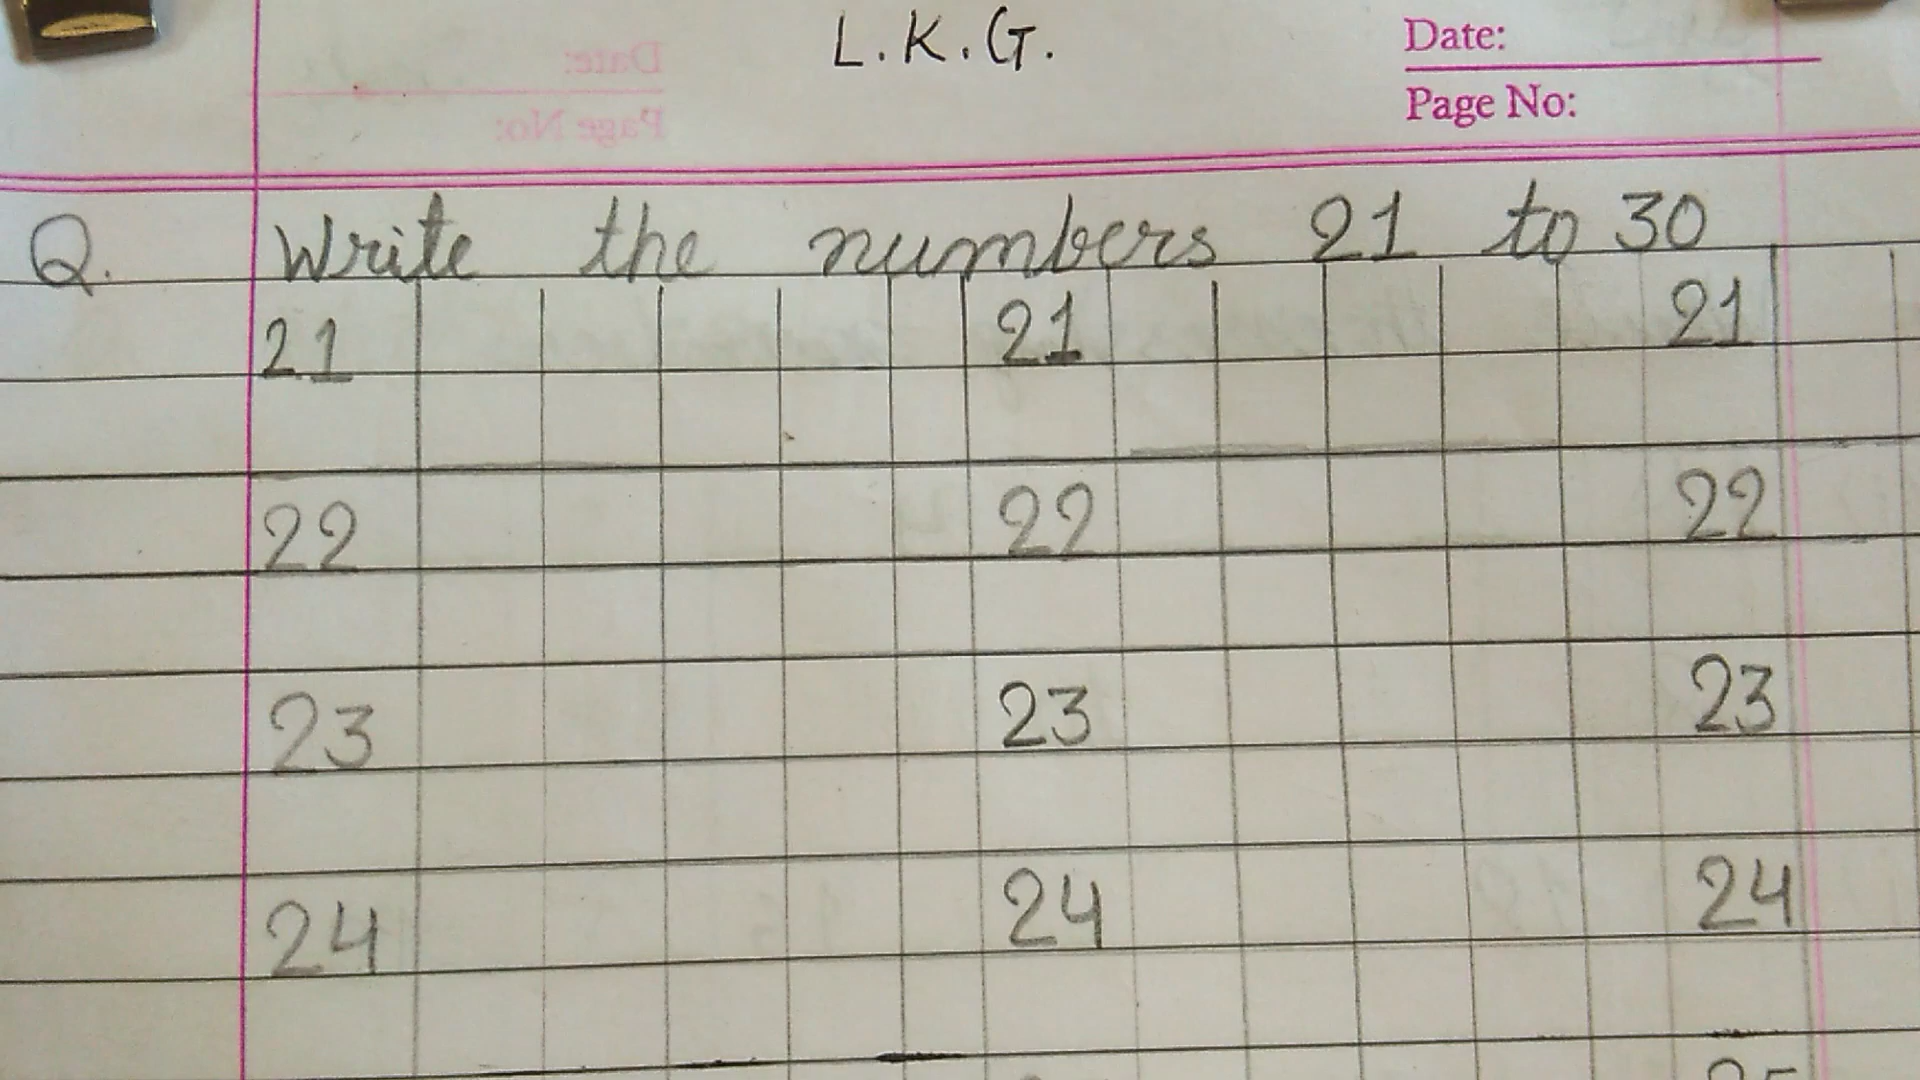 L.K.G.
Date:
Page No:
Q. Write the numbers 21 to 30
21 21 21
22 22 22
23 23 23
24 24 24
25